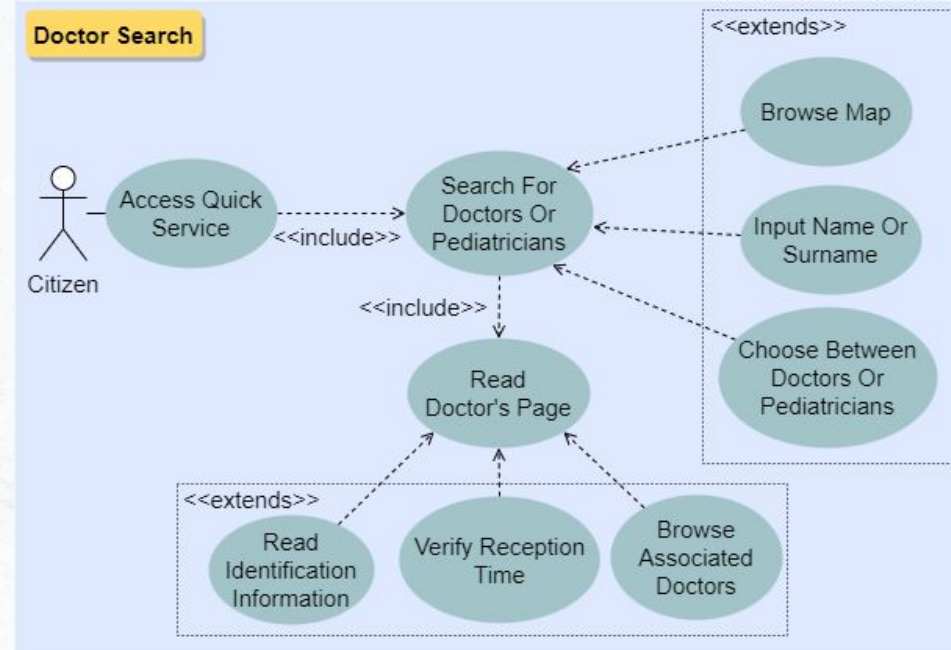 Doctor Search
<<extends>>
Browse Map
Access Quick
Service
Search For
Doctors Or
Pediatricians
Input Name Or
Surname
<<include>>
Citizen
<<include>>
Choose Between
Doctors Or
Pediatricians
Read
Doctor's Page
<<extends>>
Read
Identification
Information
Verify Reception
Time
Browse
Associated
Doctors